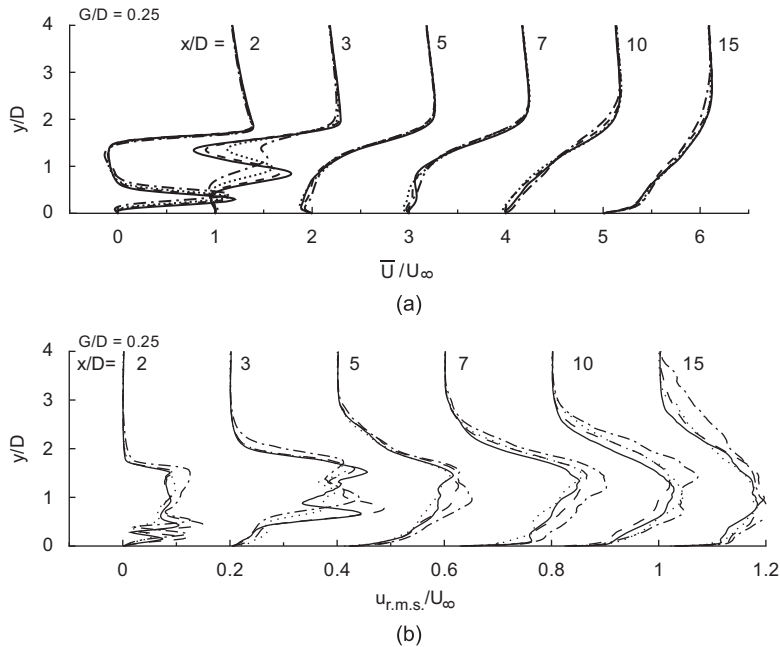 G/D = 0.25
x/D = 2 3 5 7 10 15
4
3
2
1
0
y/D
0 1 2 3 4 5 6
U̅/U∞
(a)
G/D = 0.25
x/D= 2 3 5 7 10 15
4
3
2
1
0
y/D
0 0.2 0.4 0.6 0.8 1 1.2
u r.m.s./U∞
(b)